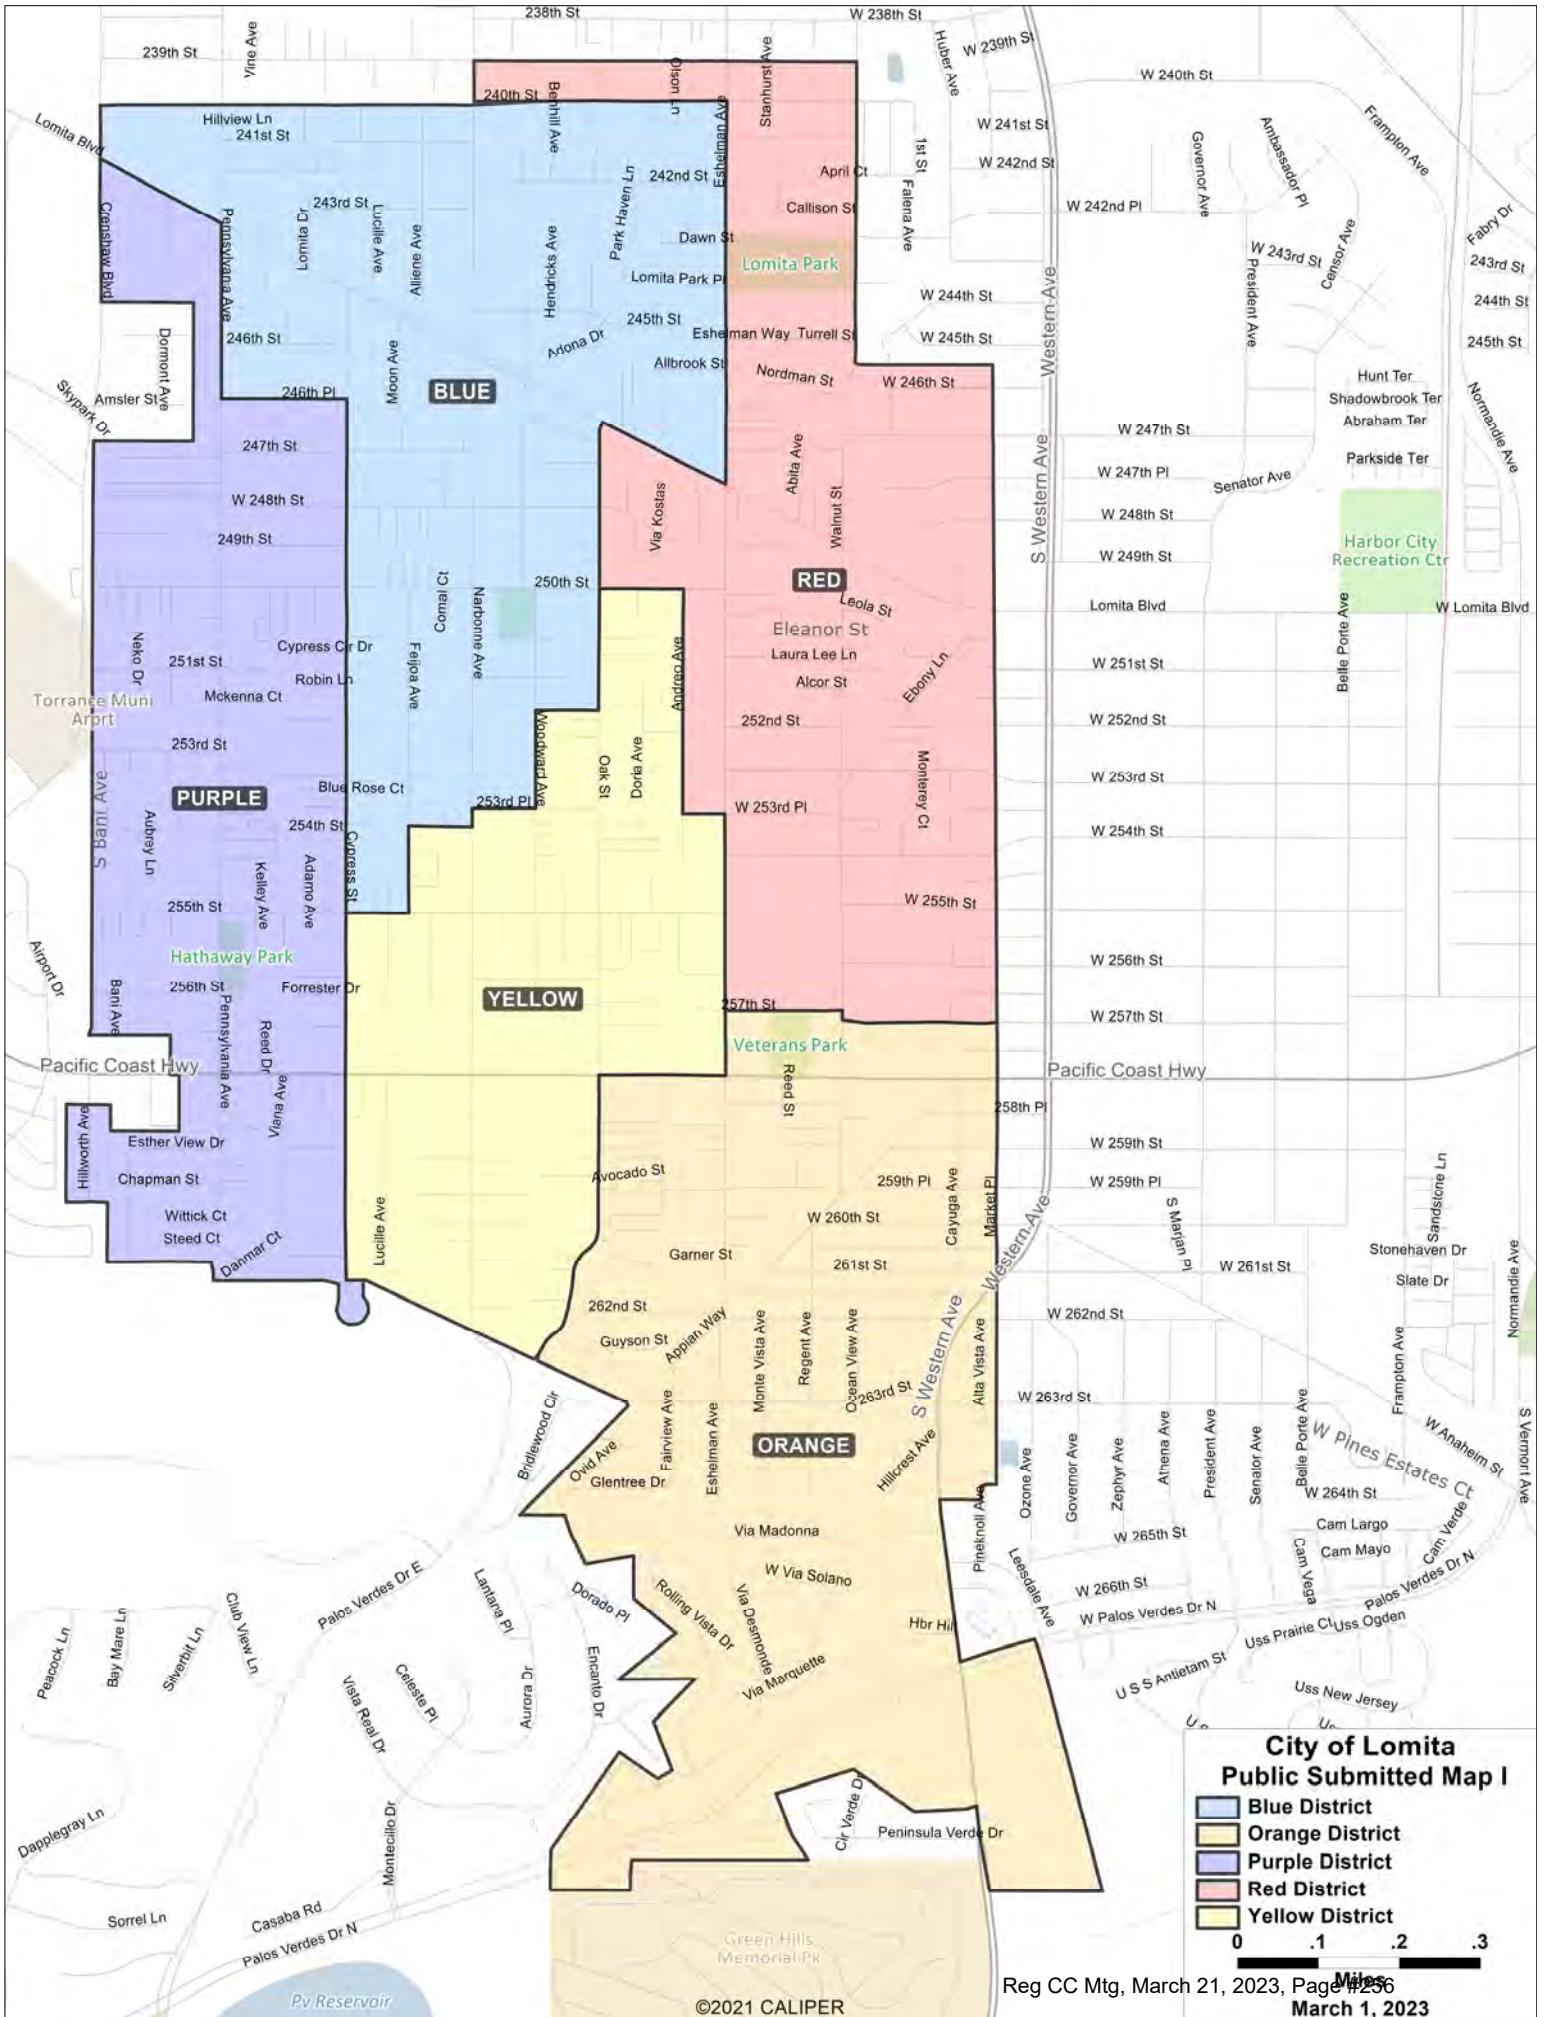 238th St
W 238th St
239th St
Vine Ave
Huber Ave
W 239th St
Olson Ln
Stanhurst Ave
W 240th St
240th St
Benhill Ave
Eshelman Ave
Frampton Ave
Ambassador Pl
Governor Ave
Lomita Blvd
Hillview Ln
241st St
W 241st St
1st St
W 242nd St
April Ct
242nd St
Park Haven Ln
Falena Ave
Callison St
W 242nd Pl
Crenshaw Blvd
Pennsylvania Ave
Lomita Dr
243rd St
Lucille Ave
Alliene Ave
Hendricks Ave
Dawn St
Lomita Park
Lomita Park Pl
W 243rd St
President Ave
Censor Ave
Fabry Dr
243rd St
W 244th St
244th St
Western Ave
Dormont Ave
246th St
Moon Ave
Adona Dr
245th St
Eshelman Way
Turrell St
W 245th St
245th St
Allbrook St
Nordman St
W 246th St
Hunt Ter
Shadowbrook Ter
Abraham Ter
Normandie Ave
Skypark Dr
Amsler St
246th Pl
BLUE
247th St
W 247th St
S Western Ave
Abita Ave
W 247th Pl
Senator Ave
Parkside Ter
W 248th St
Via Kostas
Walnut St
W 248th St
249th St
W 249th St
Harbor City
Recreation Ctr
250th St
RED
Comal Ct
Narbonne Ave
Leola St
Lomita Blvd
W Lomita Blvd
Belle Porte Ave
Eleanor St
Neko Dr
Cypress Cir Dr
251st St
Feijoa Ave
Andreo Ave
Laura Lee Ln
Ebony Ln
W 251st St
Robin Ln
Mckenna Ct
Alcor St
Torrance Muni
Arprt
253rd St
Woodward Ave
Oak St
Doria Ave
252nd St
W 252nd St
Monterey Ct
W 253rd St
S Bani Ave
PURPLE
Blue Rose Ct
253rd Pl
W 253rd Pl
Aubrey Ln
254th St
Cypress St
W 254th St
Kelley Ave
Adamo Ave
255th St
W 255th St
Airport Dr
Hathaway Park
W 256th St
Bani Ave
256th St
Forrester Dr
YELLOW
257th St
W 257th St
Pennsylvania Ave
Reed Dr
Veterans Park
Pacific Coast Hwy
Pacific Coast Hwy
Viana Ave
Reed St
258th Pl
Hillworth Ave
Esther View Dr
W 259th St
Chapman St
Avocado St
259th Pl
Cayuga Ave
Market Pl
W 259th Pl
Sandstone Ln
Wittick Ct
Steed Ct
Danmar Ct
Lucille Ave
W 260th St
Western Ave
S Marjan Pl
Garner St
261st St
W 261st St
Stonehaven Dr
Slate Dr
Normandie Ave
262nd St
Guyson St
Appian Way
Monte Vista Ave
Regent Ave
Ocean View Ave
S Western Ave
Alta Vista Ave
W 262nd St
Frampton Ave
263rd St
W 263rd St
Bridlewood Cir
Ovid Ave
Fairview Ave
Eshelman Ave
ORANGE
Hillcrest Ave
Ozone Ave
Governor Ave
Zephyr Ave
Athena Ave
President Ave
Senator Ave
Belle Porte Ave
W Pines Estates Ct
W Anaheim St
S Vermont Ave
Glentree Dr
Pineknoll Ave
W 264th St
Via Madonna
W 265th St
Cam Largo
Cam Mayo
Cam Verde
Cam Vega
W Via Solano
Leesdale Ave
W 266th St
Palos Verdes Dr N
Palos Verdes Dr E
Lantana Pl
Dorado Pl
Rolling Vista Dr
Via Desmonde
Hbr Hil
W Palos Verdes Dr N
Uss Prairie Ct
Uss Ogden
Peacock Ln
Bay Mare Ln
Silverbit Ln
Club View Ln
Encanto Dr
Via Marquette
U S S Antietam St
Uss New Jersey
Vista Real Dr
Celeste Pl
Aurora Dr
City of Lomita
Public Submitted Map I
Blue District
Orange District
Purple District
Red District
Yellow District
0 .1 .2 .3
Miles
March 1, 2023
Dapplegray Ln
Montecillo Dr
Cir Verde Dr
Peninsula Verde Dr
Sorrel Ln
Casaba Rd
Palos Verdes Dr N
Green Hills
Memorial Pk
Pv Reservoir
©2021 CALIPER
Reg CC Mtg, March 21, 2023, Page #256